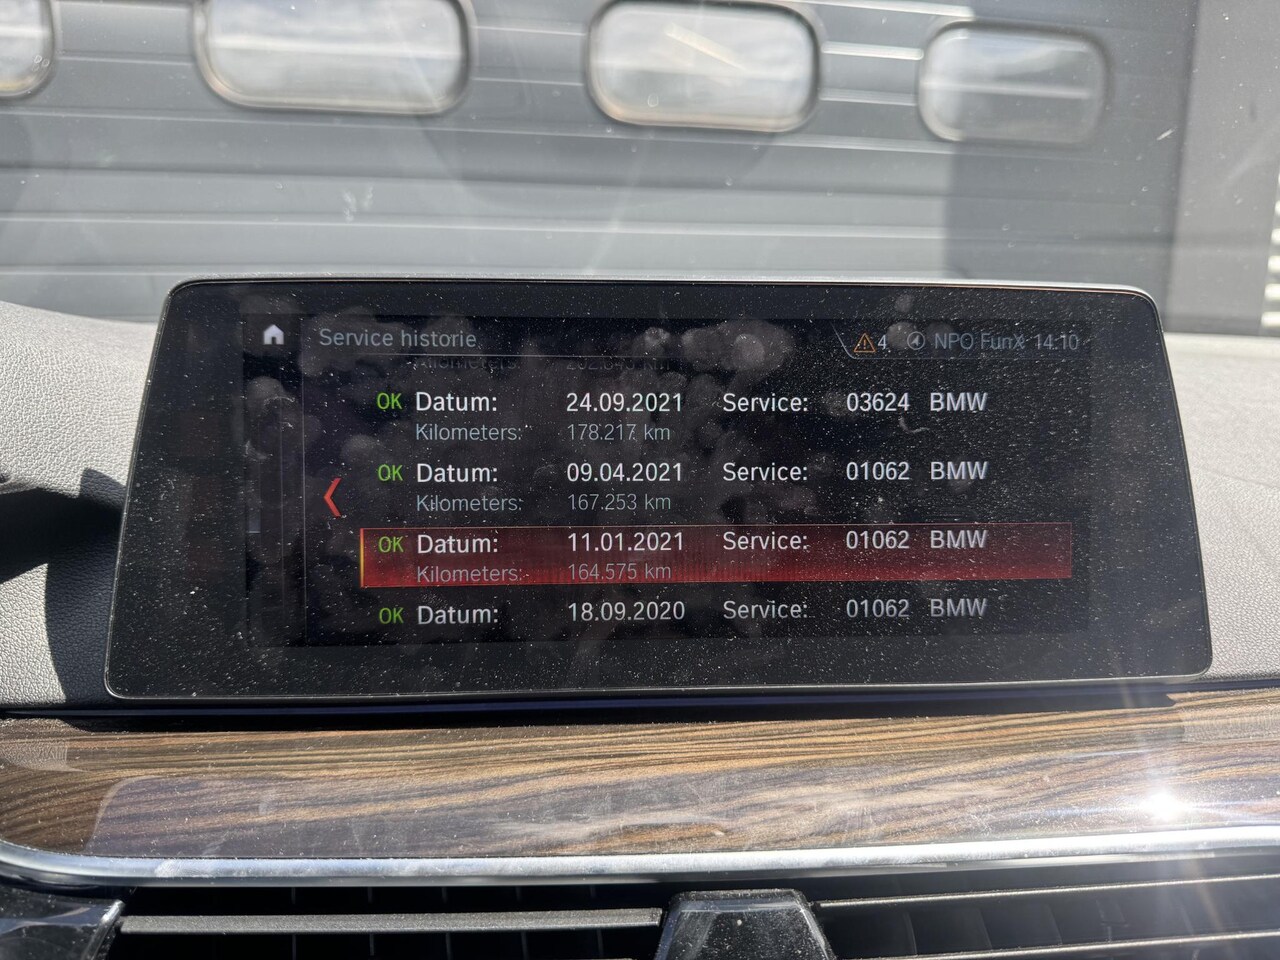 Service historie
4 NPO FunX 14:10
Kilometers: km
OK Datum: 24.09.2021 Service: 03624 BMW
Kilometers: 178.217 km
OK Datum: 09.04.2021 Service: 01062 BMW
Kilometers: 167.253 km
OK Datum: 11.01.2021 Service: 01062 BMW
Kilometers: 164.575 km
OK Datum: 18.09.2020 Service: 01062 BMW